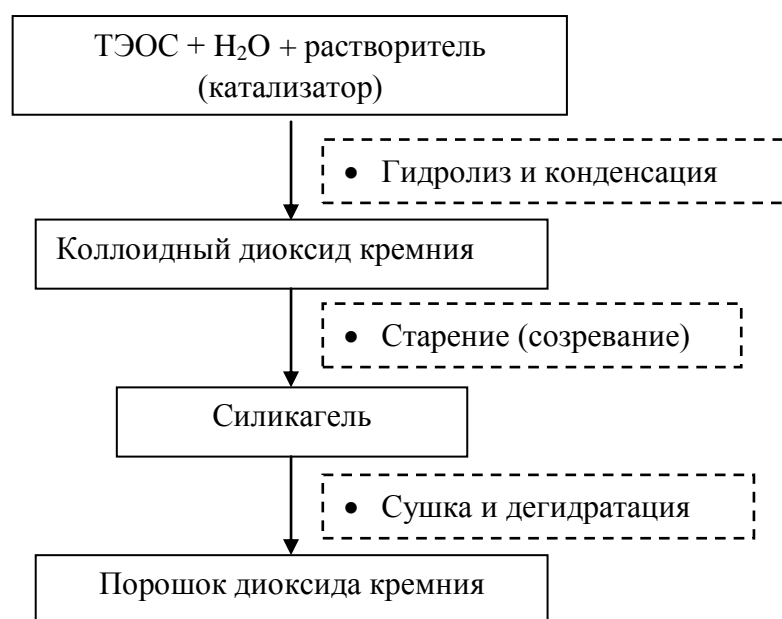 ТЭОС + H₂O + растворитель
(катализатор)
• Гидролиз и конденсация
Коллоидный диоксид кремния
• Старение (созревание)
Силикагель
• Сушка и дегидратация
Порошок диоксида кремния